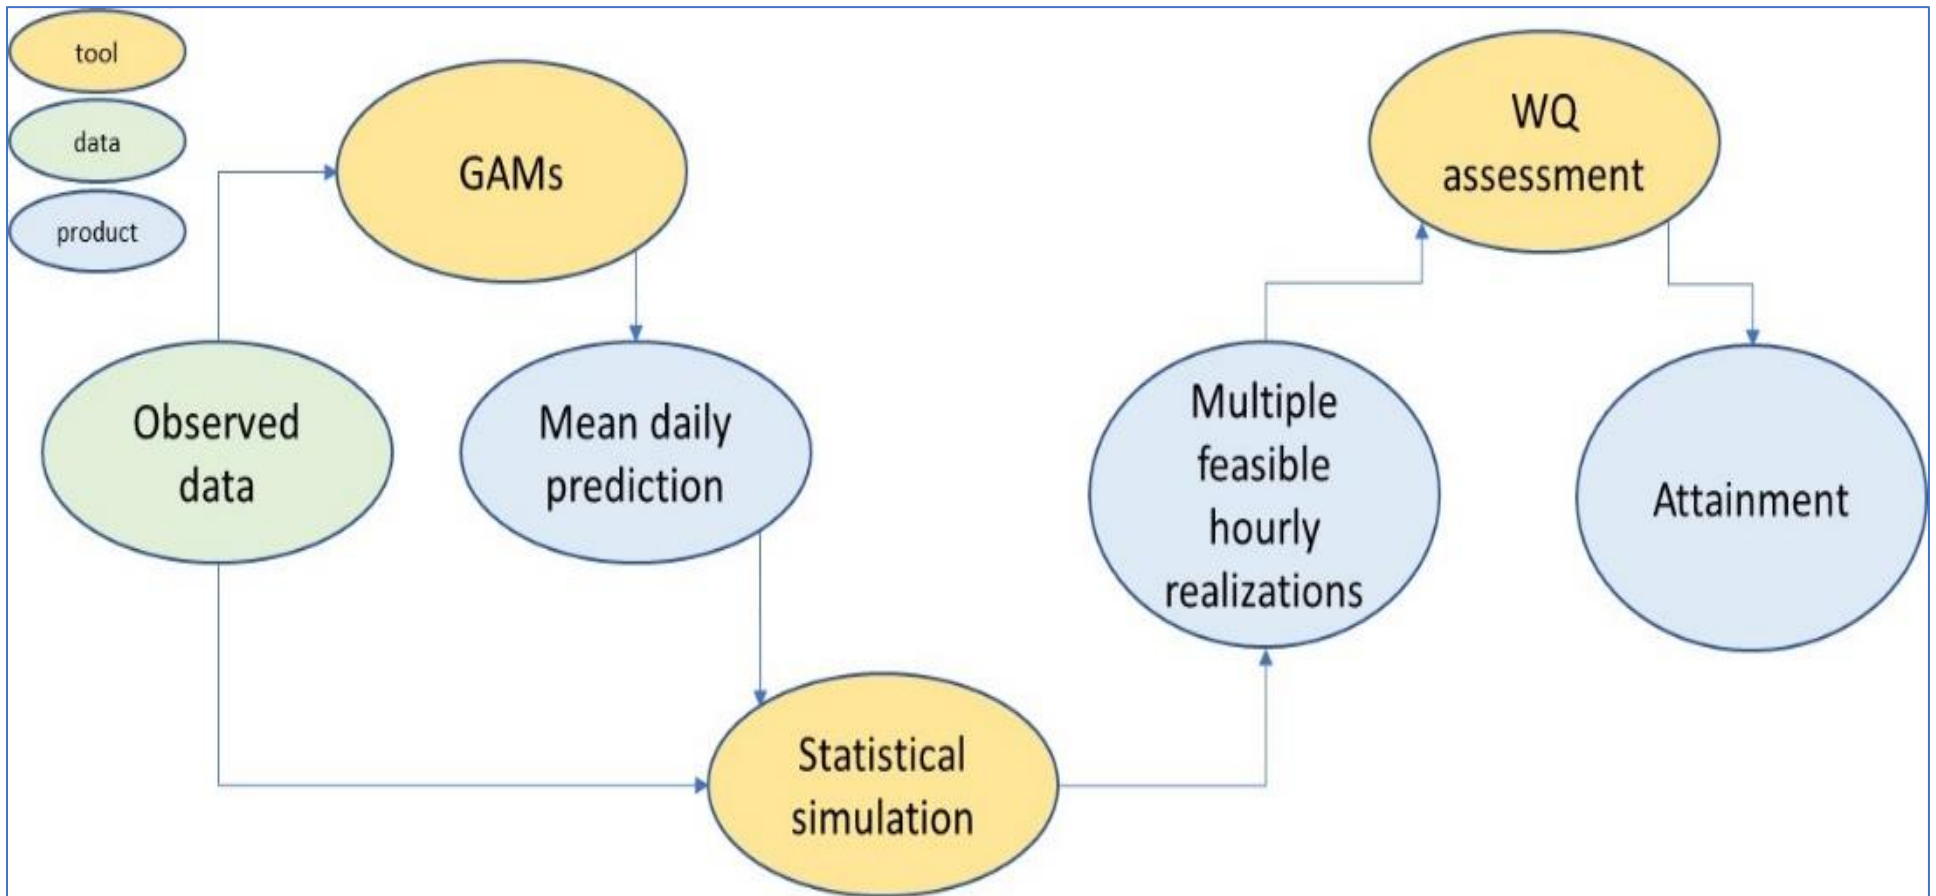 tool
data
product
GAMs
Observed
data
Mean daily
prediction
Statistical
simulation
Multiple
feasible
hourly
realizations
WQ
assessment
Attainment